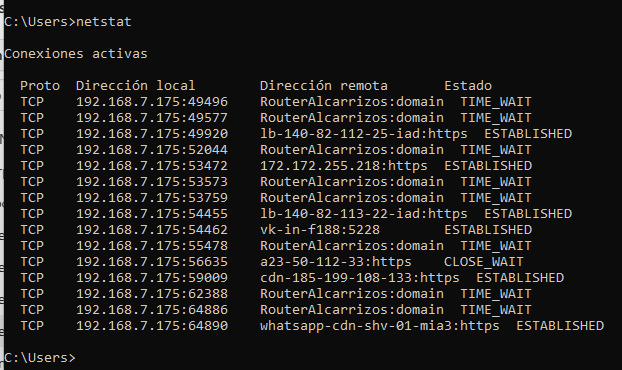 C:\Users>netstat
Conexiones activas
Proto Dirección local Dirección remota Estado
TCP 192.168.7.175:49496 RouterAlcarrizos:domain TIME_WAIT
TCP 192.168.7.175:49577 RouterAlcarrizos:domain TIME_WAIT
TCP 192.168.7.175:49920 lb-140-82-112-25-iad:https ESTABLISHED
TCP 192.168.7.175:52044 RouterAlcarrizos:domain TIME_WAIT
TCP 192.168.7.175:53472 172.172.255.218:https ESTABLISHED
TCP 192.168.7.175:53573 RouterAlcarrizos:domain TIME_WAIT
TCP 192.168.7.175:53759 RouterAlcarrizos:domain TIME_WAIT
TCP 192.168.7.175:54455 lb-140-82-113-22-iad:https ESTABLISHED
TCP 192.168.7.175:54462 vk-in-f188:5228 ESTABLISHED
TCP 192.168.7.175:55478 RouterAlcarrizos:domain TIME_WAIT
TCP 192.168.7.175:56635 a23-50-112-33:https CLOSE_WAIT
TCP 192.168.7.175:59009 cdn-185-199-108-133:https ESTABLISHED
TCP 192.168.7.175:62388 RouterAlcarrizos:domain TIME_WAIT
TCP 192.168.7.175:64886 RouterAlcarrizos:domain TIME_WAIT
TCP 192.168.7.175:64890 whatsapp-cdn-shv-01-mia3:https ESTABLISHED
C:\Users>